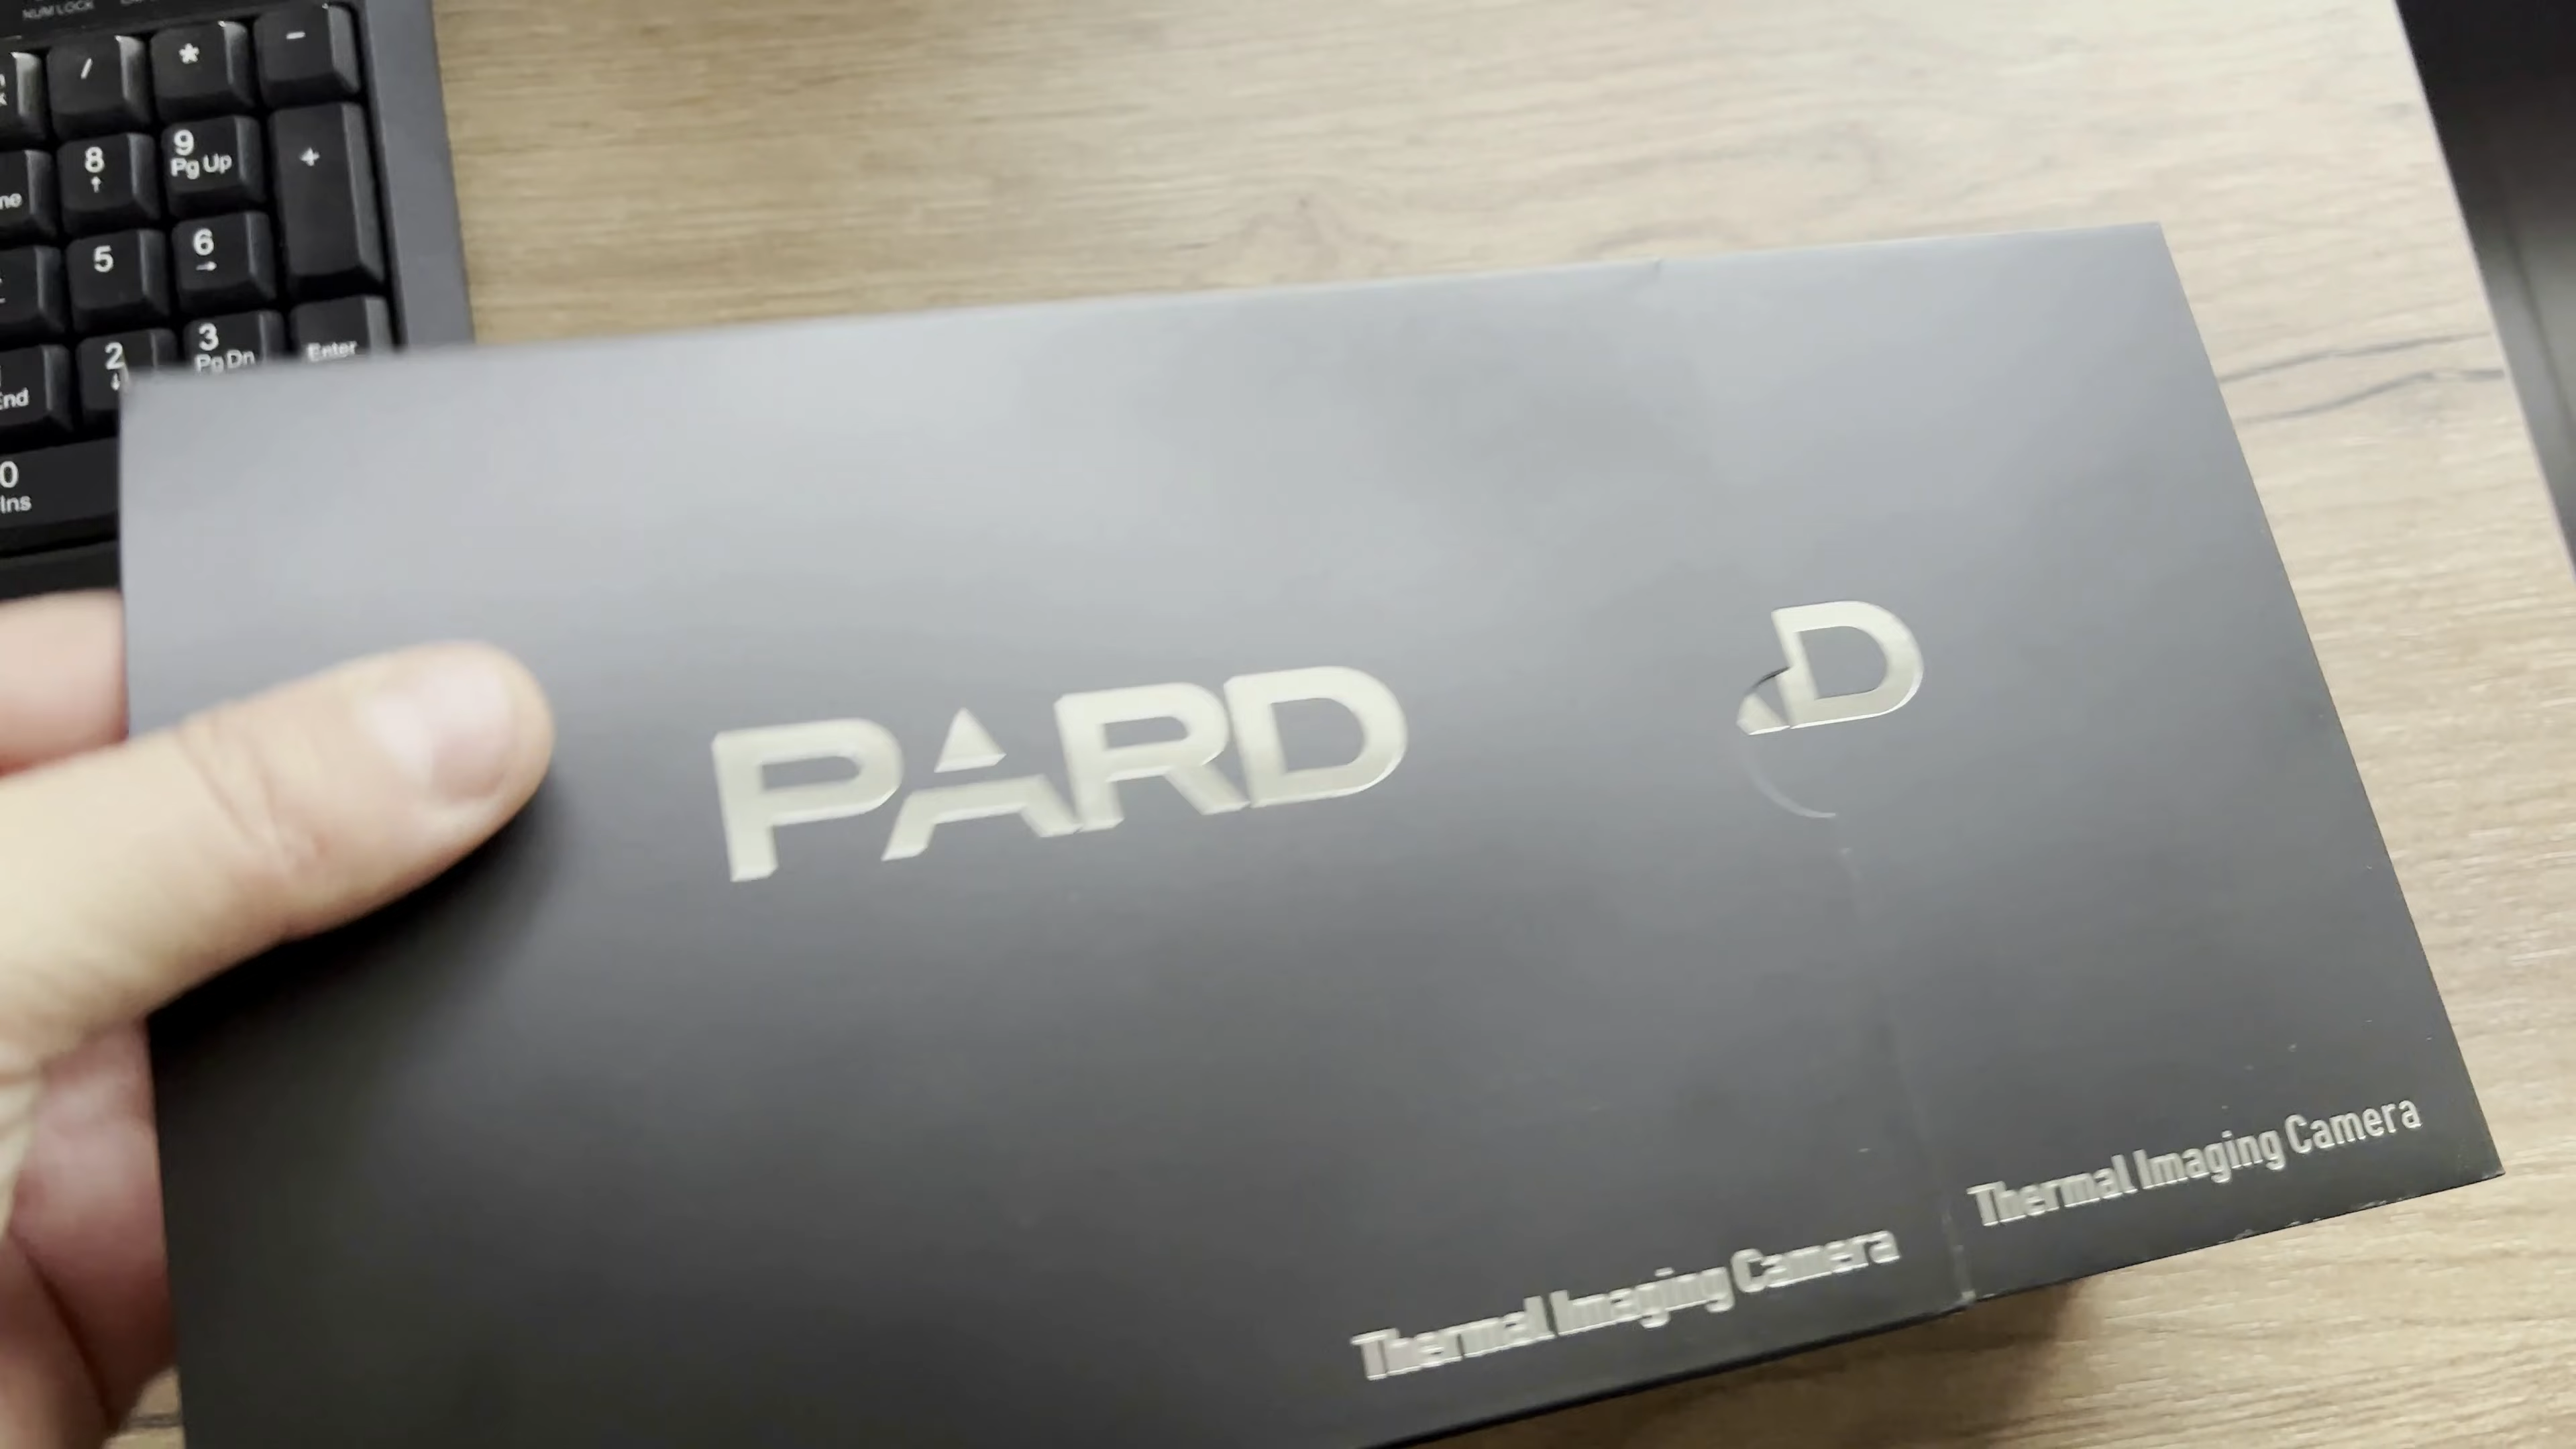 NUM LOCK
/
*
-
8
9
Pg Up
+
5
6
2
3
Pg Dn
Enter
End
0
Ins
PARD
D
Thermal Imaging Camera
Thermal Imaging Camera